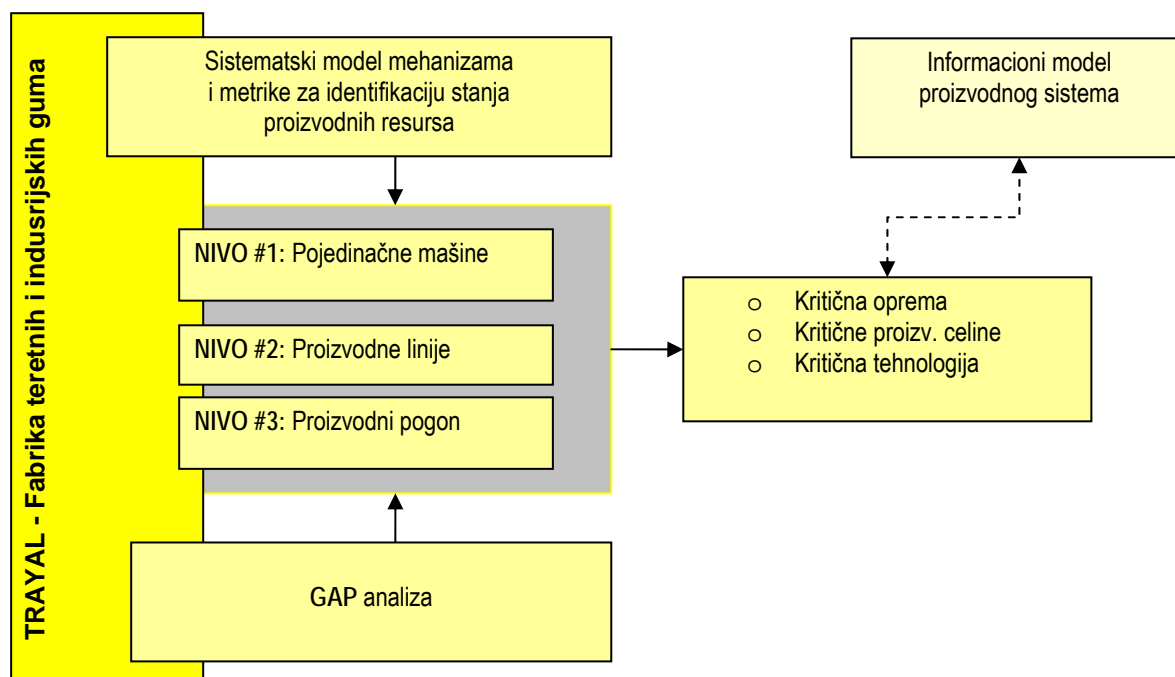 TRAYAL - Fabrika teretnih i indusrijskih guma
Sistematski model mehanizama
i metrike za identifikaciju stanja
proizvodnih resursa
Informacioni model
proizvodnog sistema
NIVO #1: Pojedinačne mašine
NIVO #2: Proizvodne linije
NIVO #3: Proizvodni pogon
o Kritična oprema
o Kritične proizv. celine
o Kritična tehnologija
GAP analiza